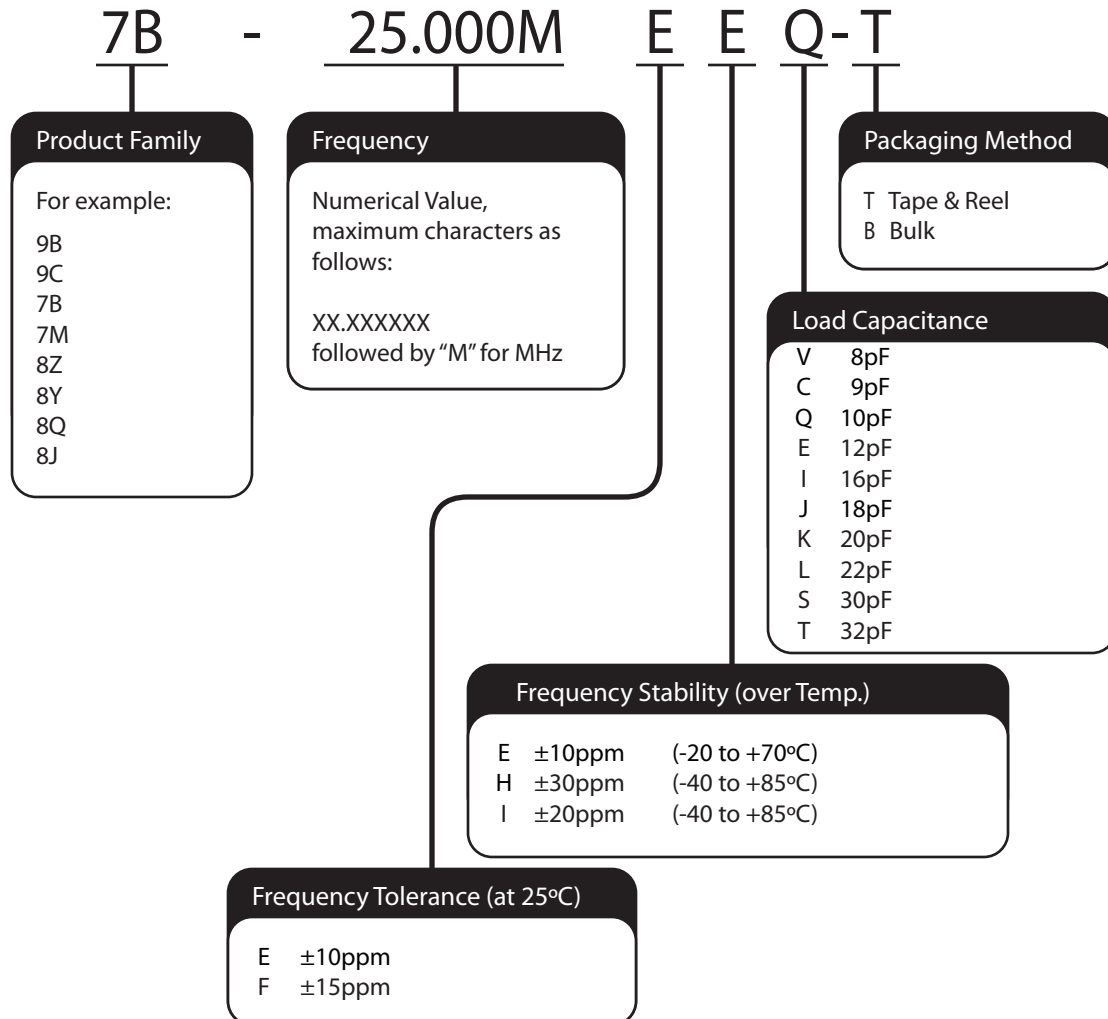 7B - 25.000M E E Q-T
Product Family
For example:
9B
9C
7B
7M
8Z
8Y
8Q
8J
Frequency
Numerical Value,
maximum characters as
follows:
XX.XXXXXX
followed by “M” for MHz
Packaging Method
T Tape & Reel
B Bulk
Load Capacitance
V 8pF
C 9pF
Q 10pF
E 12pF
I 16pF
J 18pF
K 20pF
L 22pF
S 30pF
T 32pF
Frequency Stability (over Temp.)
E ±10ppm (-20 to +70ºC)
H ±30ppm (-40 to +85ºC)
I ±20ppm (-40 to +85ºC)
Frequency Tolerance (at 25ºC)
E ±10ppm
F ±15ppm